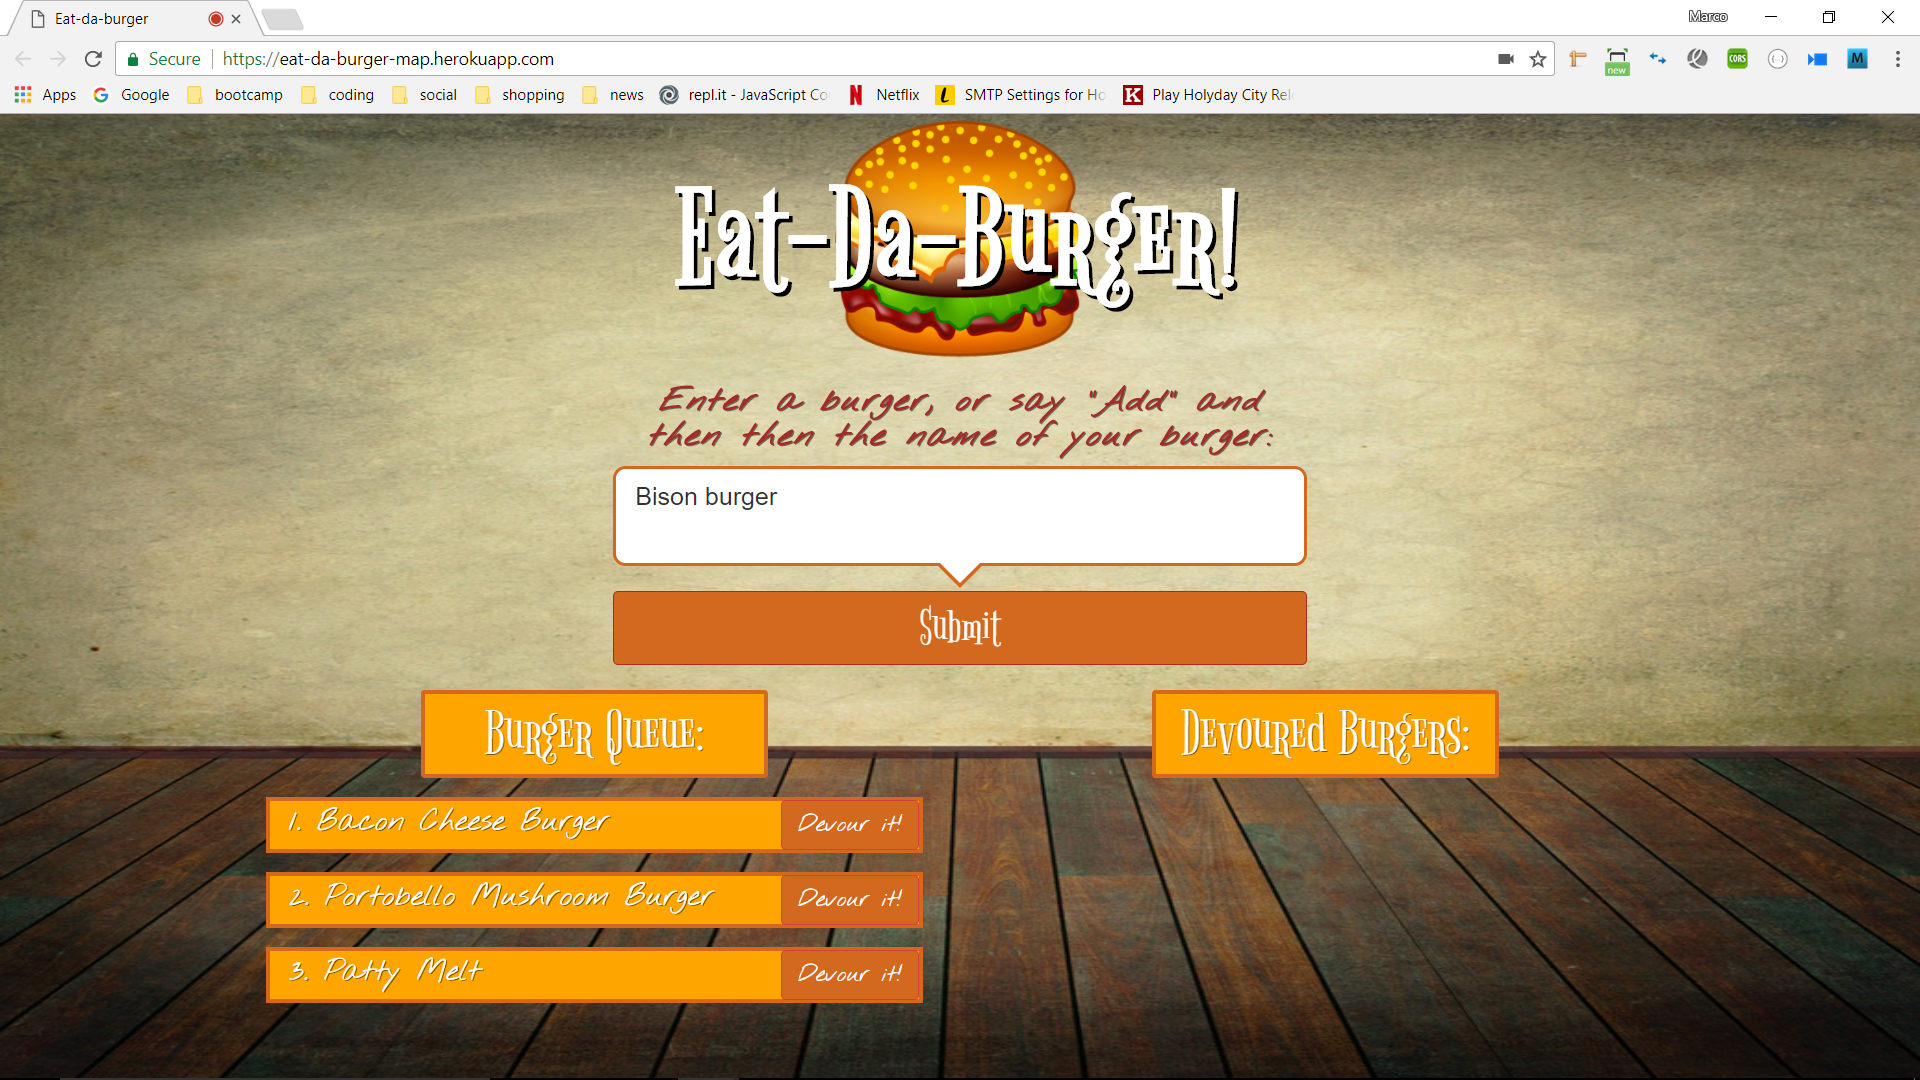 Eat-da-burger
Marco
Secure
https://eat-da-burger-map.herokuapp.com
new
CORS
M
Apps
Google
bootcamp
coding
social
shopping
news
repl.it - JavaScript Co
Netflix
SMTP Settings for Ho
Play Holyday City Rel
Eat-Da-Burger!
Enter a burger, or say "Add" and
then then the name of your burger:
Bison burger
Submit
Burger Queue:
Devoured Burgers:
1. Bacon Cheese Burger
Devour it!
2. Portobello Mushroom Burger
Devour it!
3. Patty Melt
Devour it!